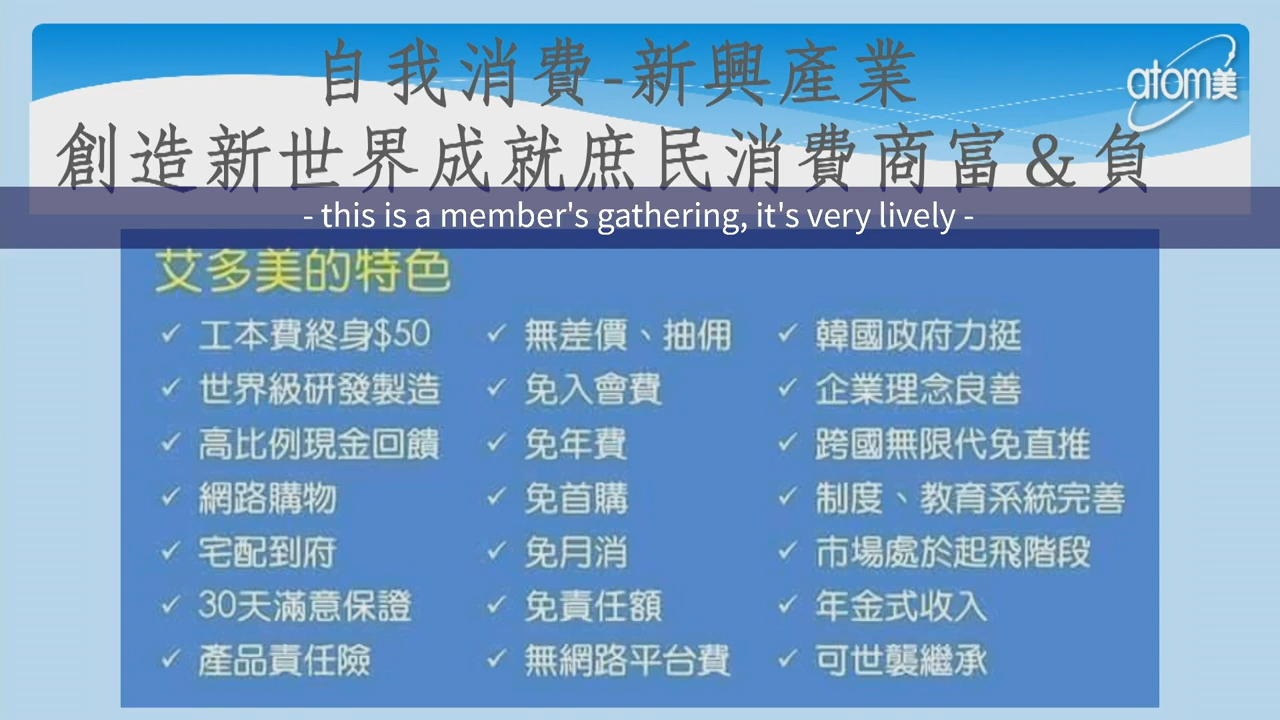 自我消費-新興產業
atom美
創造新世界成就庶民消費商富＆負
- this is a member's gathering, it's very lively -
艾多美的特色
✓ 工本費終身$50
✓ 世界級研發製造
✓ 高比例現金回饋
✓ 網路購物
✓ 宅配到府
✓ 30天滿意保證
✓ 產品責任險
✓ 無差價、抽佣
✓ 免入會費
✓ 免年費
✓ 免首購
✓ 免月消
✓ 免責任額
✓ 無網路平台費
✓ 韓國政府力挺
✓ 企業理念良善
✓ 跨國無限代免直推
✓ 制度、教育系統完善
✓ 市場處於起飛階段
✓ 年金式收入
✓ 可世襲繼承